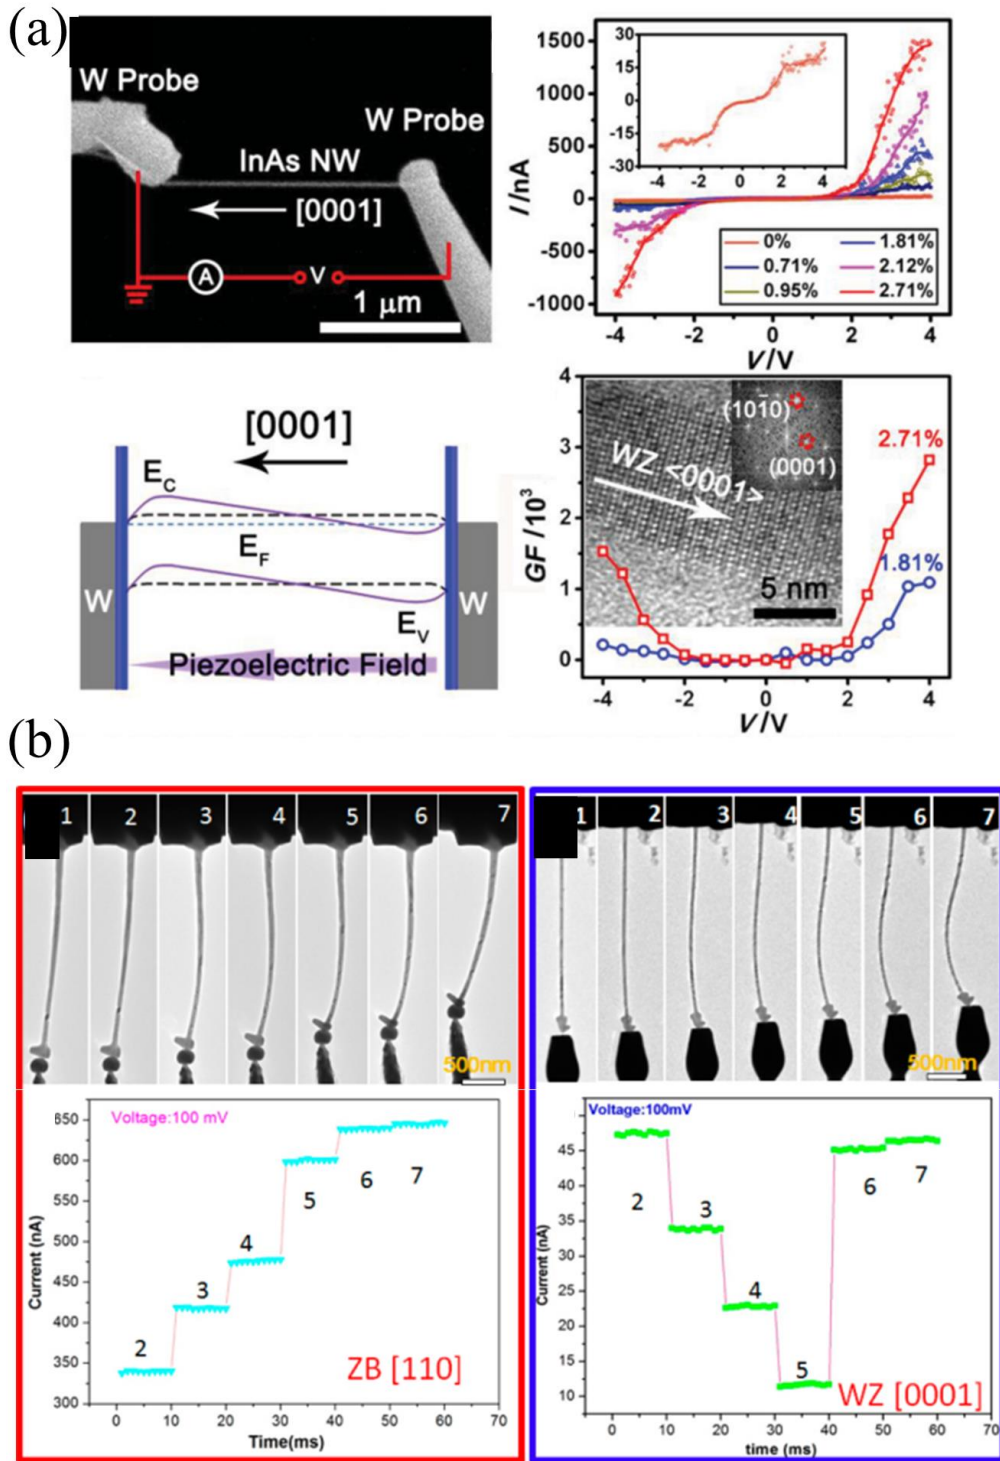 (a)
W Probe
W Probe
InAs NW
[0001]
A
V
1 μm
I/nA
1500
1000
500
0
-500
-1000
30
15
0
-15
-30
-4 -2 0 2 4
0% 1.81%
0.71% 2.12%
0.95% 2.71%
-4 -2 0 2 4
V/V
[0001]
E_C
E_F
W
W
E_V
Piezoelectric Field
GF /10³
4
3
2
1
0
(101̄0)
(0001)
WZ <0001>
5 nm
2.71%
1.81%
-4 -2 0 2 4
V/V
(b)
1 2 3 4 5 6 7
500nm
1 2 3 4 5 6 7
500nm
Voltage:100 mV
Current (nA)
650
600
550
500
450
400
350
300
2
3
4
5
6
7
ZB [110]
0 10 20 30 40 50 60 70
Time(ms)
Voltage:100mV
Current (nA)
45
40
35
30
25
20
15
10
2
3
4
5
6
7
WZ [0001]
0 10 20 30 40 50 60 70
time (ms)